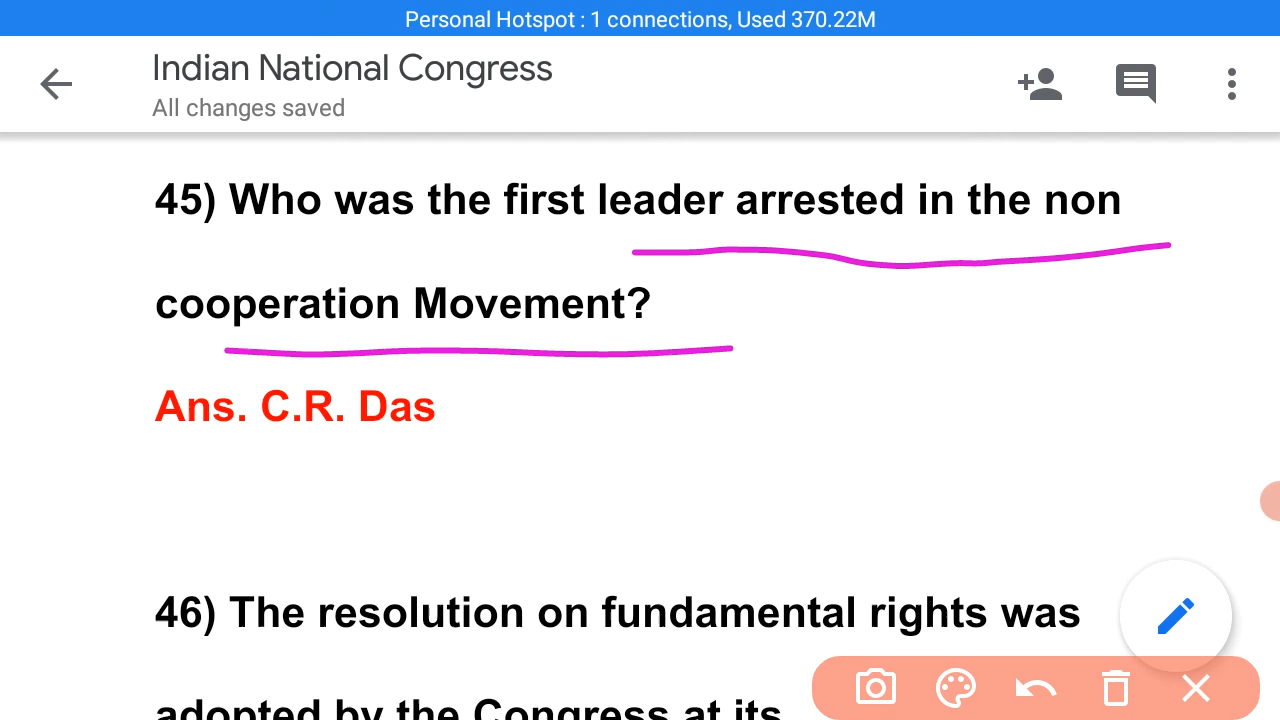 Personal Hotspot : 1 connections, Used 370.22M
Indian National Congress
All changes saved
45) Who was the first leader arrested in the non
cooperation Movement?
Ans. C.R. Das
46) The resolution on fundamental rights was
adopted by the Congress at its